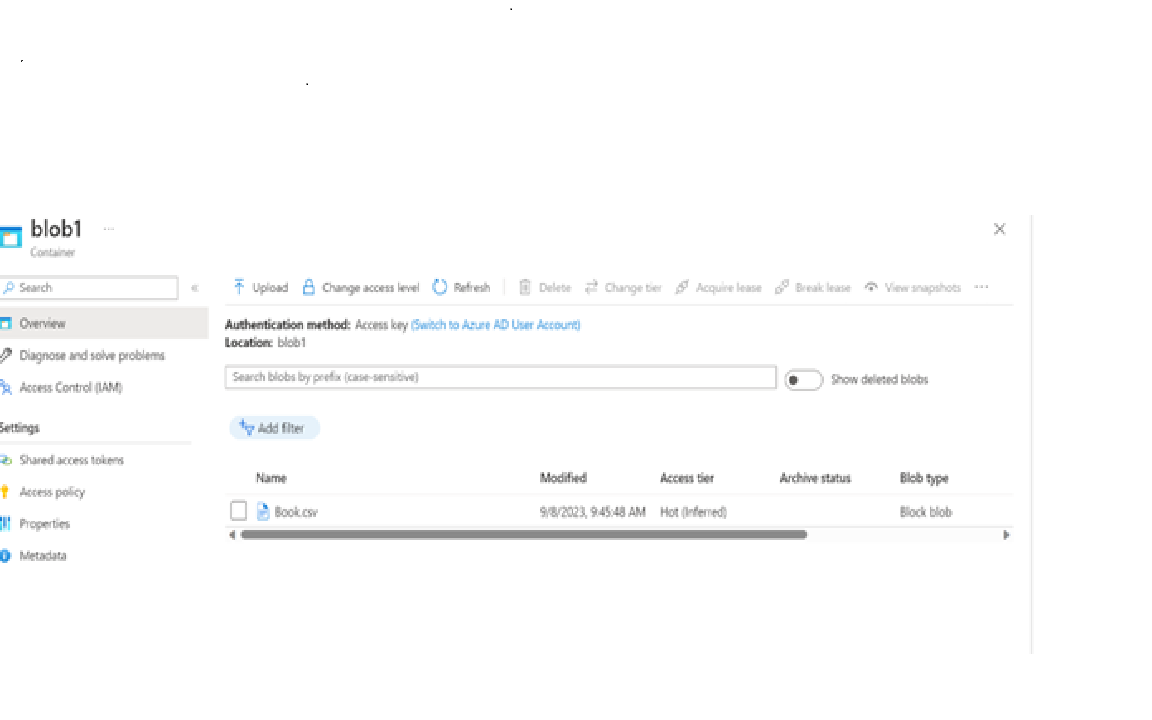 blob1 ...
Container
Search «
Upload Change access level Refresh Delete Change tier Acquire lease Break lease View snapshots ...
Overview
Authentication method: Access key (Switch to Azure AD User Account)
Location: blob1
Diagnose and solve problems
Access Control (IAM)
Search blobs by prefix (case-sensitive)
Show deleted blobs
Settings
Add filter
Shared access tokens
Access policy
Properties
Metadata
Name Modified Access tier Archive status Blob type
Book.csv 9/8/2023, 9:45:48 AM Hot (Inferred) Block blob